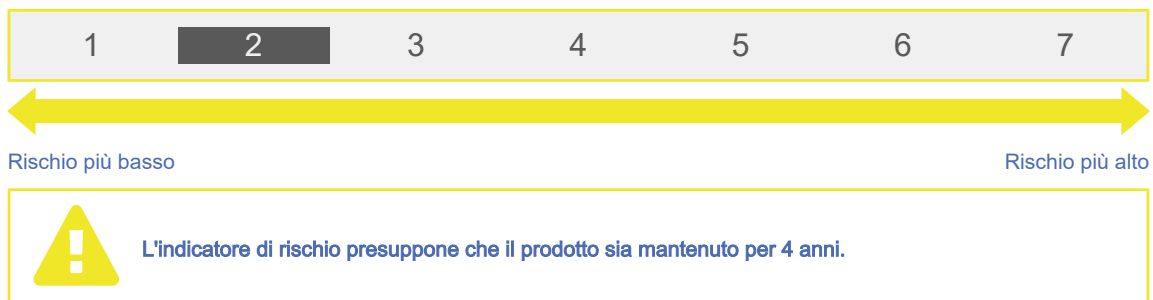 1 2 3 4 5 6 7
Rischio più basso Rischio più alto
L'indicatore di rischio presuppone che il prodotto sia mantenuto per 4 anni.